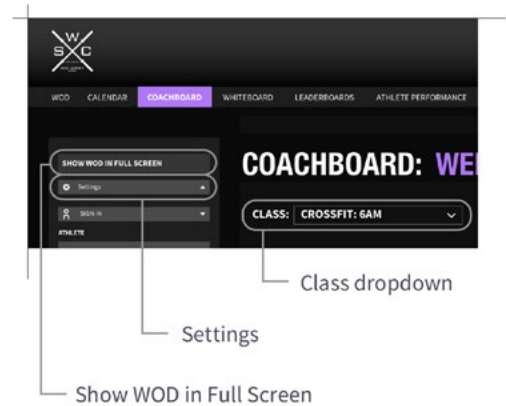 W
S C
WOD CALENDAR COACHBOARD WHITEBOARD LEADERBOARDS ATHLETE PERFORMANCE
SHOW WOD IN FULL SCREEN
COACHBOARD: WE
Settings
CLASS: CROSSFIT: 6AM
SIGN-IN
ATHLETE
Class dropdown
Settings
Show WOD in Full Screen